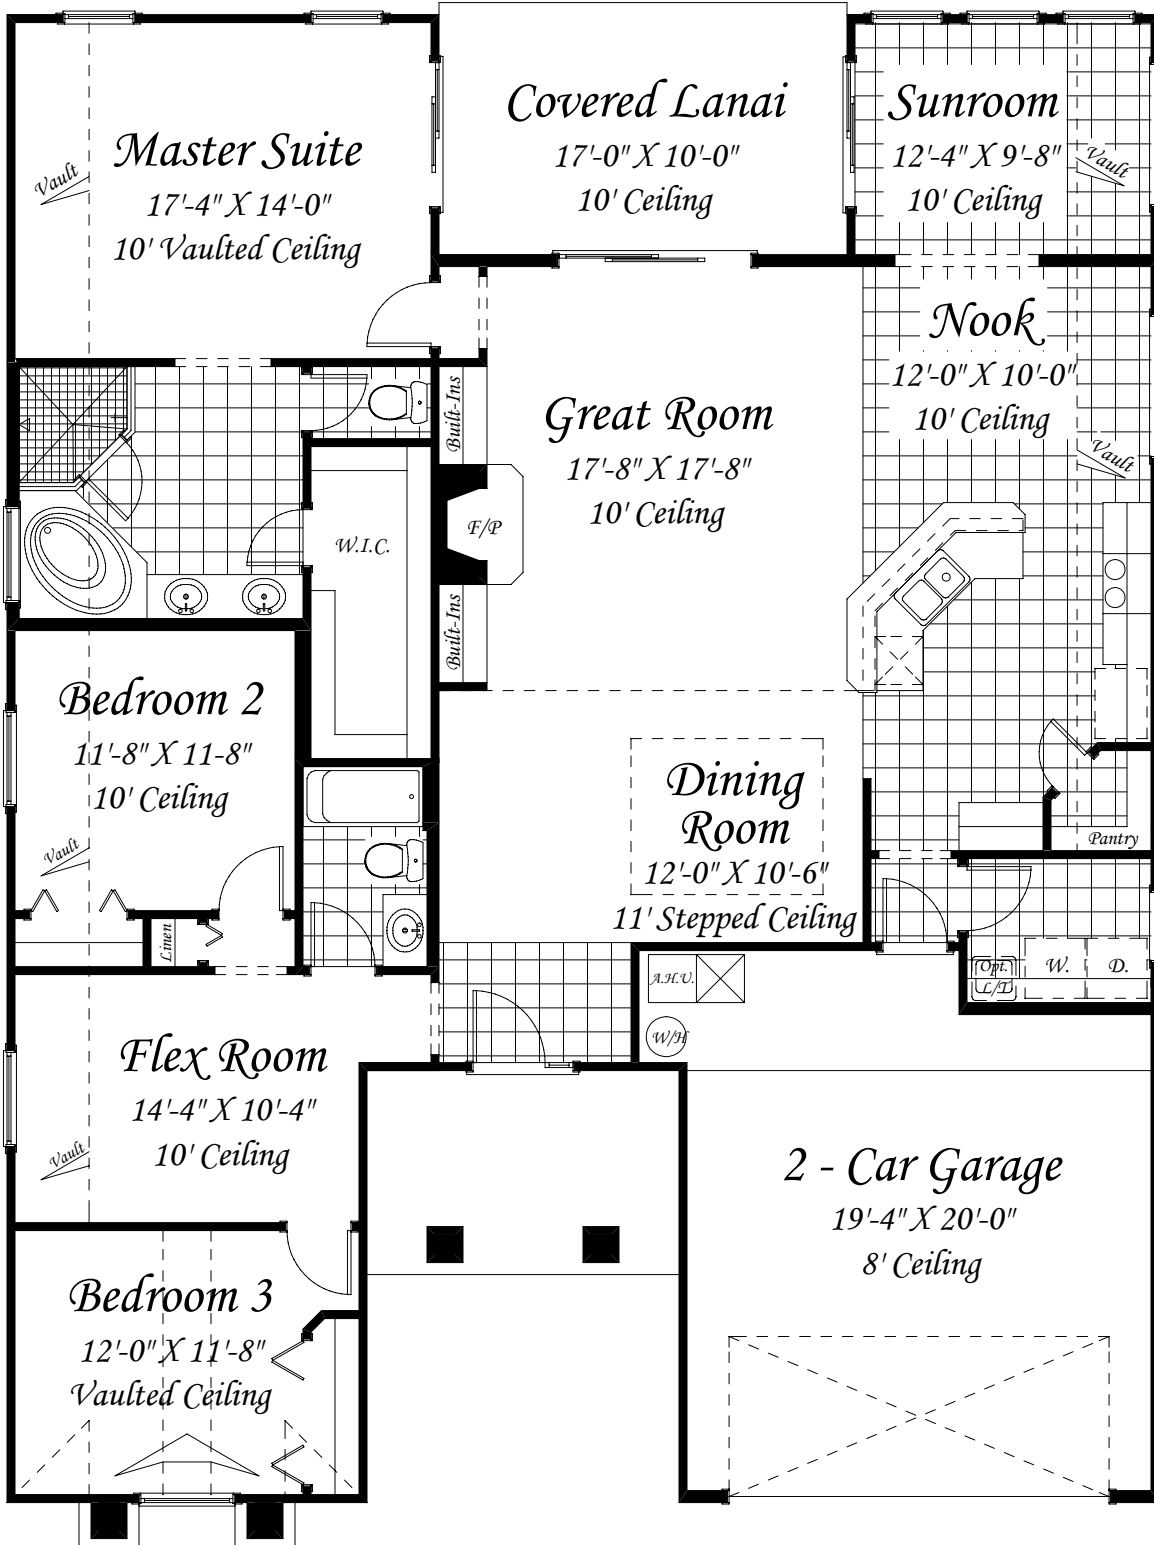 Master Suite
17'-4" X 14'-0"
10' Vaulted Ceiling
Vault
Covered Lanai
17'-0" X 10'-0"
10' Ceiling
Sunroom
12'-4" X 9'-8"
10' Ceiling
Vault
Nook
12'-0" X 10'-0"
10' Ceiling
Vault
Great Room
17'-8" X 17'-8"
10' Ceiling
Built-Ins
F/P
Built-Ins
W.I.C.
Bedroom 2
11'-8" X 11-8"
10' Ceiling
Vault
Linen
Dining
Room
12'-0" X 10'-6"
11' Stepped Ceiling
Pantry
Opt.
L/T
W.
D.
A.H.U.
W/H
Flex Room
14'-4" X 10'-4"
10' Ceiling
Vault
2 - Car Garage
19'-4" X 20'-0"
8' Ceiling
Bedroom 3
12'-0" X 11'-8"
Vaulted Ceiling